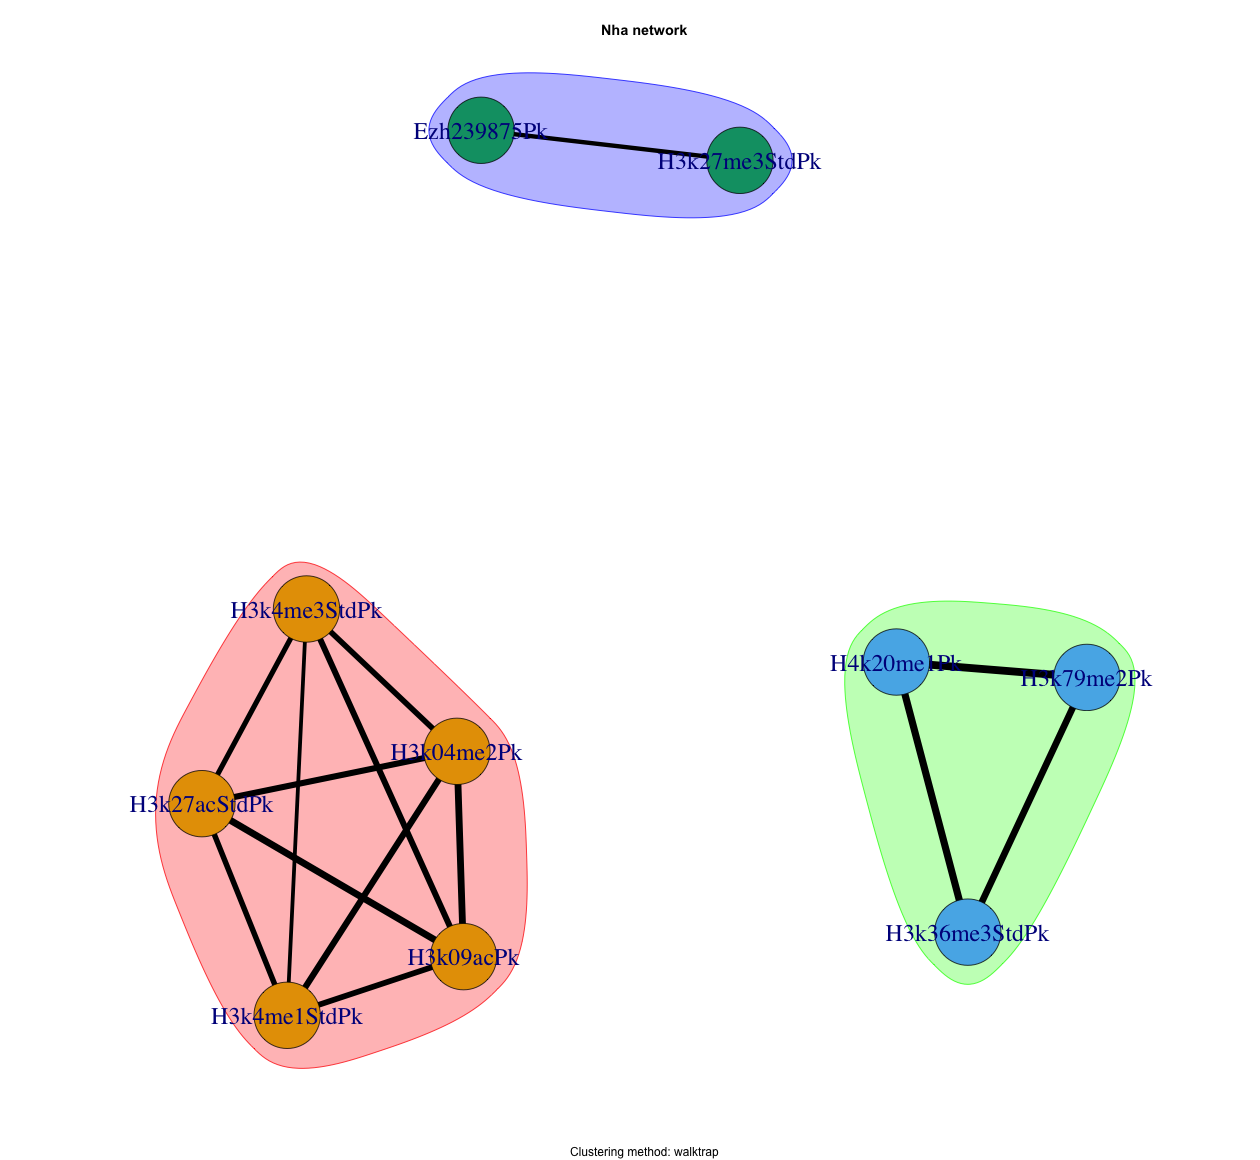 Nha network
Ezh239875Pk
H3k27me3StdPk
H3k4me3StdPk
H4k20me1Pk
H3k79me2Pk
H3k04me2Pk
H3k27acStdPk
H3k36me3StdPk
H3k09acPk
H3k4me1StdPk
Clustering method: walktrap